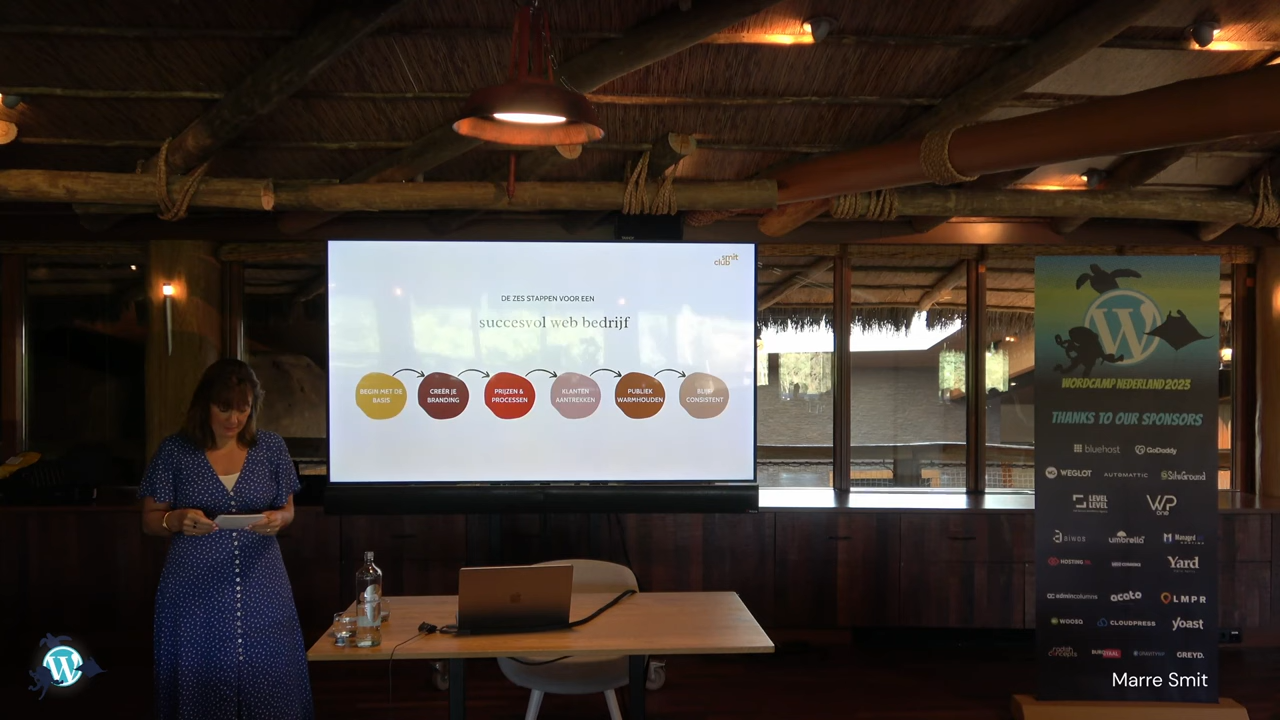 smit
club
DE ZES STAPPEN VOOR EEN
succesvol web bedrijf
BEGIN MET DE
BASIS
CREËR JE
BRANDING
PRIJZEN &
PROCESSEN
KLANTEN
AANTREKKEN
PUBLIEK
WARMHOUDEN
BLIJF
CONSISTENT
WORDCAMP NEDERLAND 2023
THANKS TO OUR SPONSORS
bluehost GoDaddy
WEGLOT AUTOMATTIC SiteGround
LEVEL
LEVEL
WP
one
umbrella Managed
HOSTING
Yard
acato LMPR
WOOSQ CLOUDPRESS yoast
GREYD.
Marre Smit